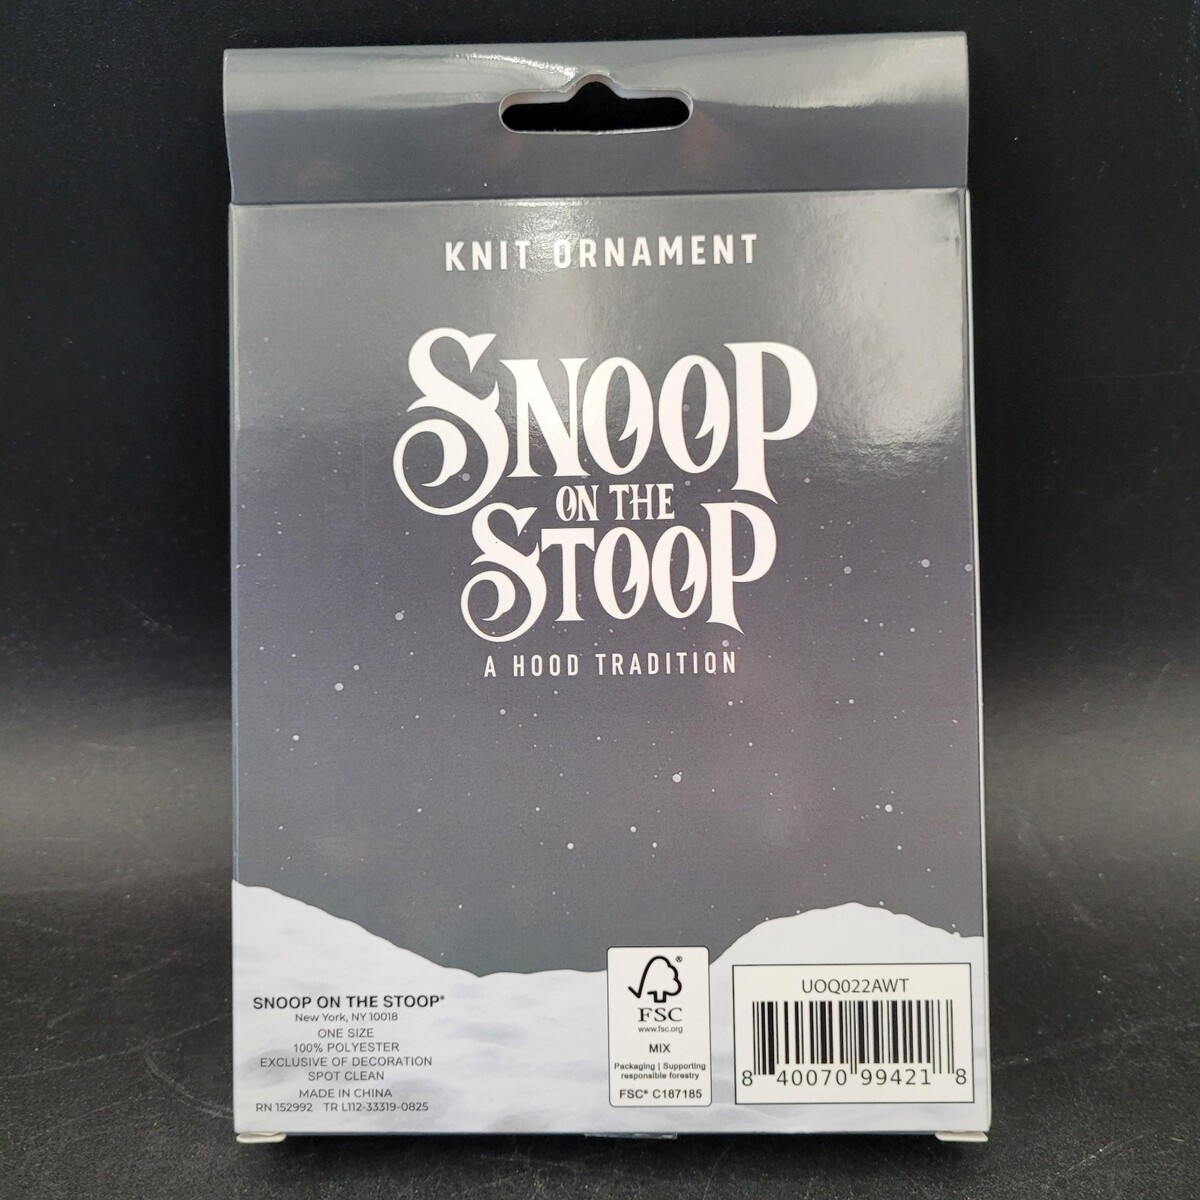 KNIT ORNAMENT
SNOOP
ON THE
STOOP
A HOOD TRADITION
SNOOP ON THE STOOP®
New York, NY 10018
ONE SIZE
100% POLYESTER
EXCLUSIVE OF DECORATION
SPOT CLEAN
MADE IN CHINA
RN 152992 TR L112-33319-0825
®
FSC
www.fsc.org
MIX
Packaging | Supporting
responsible forestry
FSC® C187185
UOQ022AWT
8 40070 99421 8